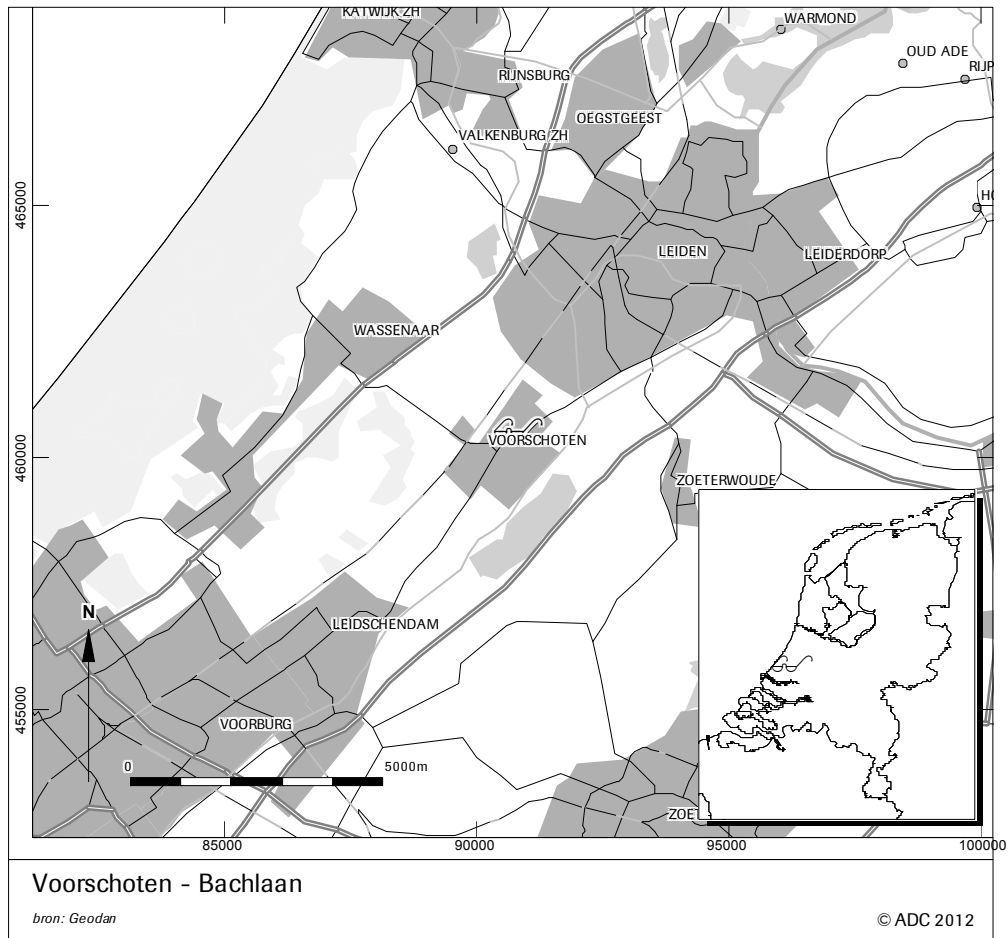 KATWIJK ZH
WARMOND
OUD ADE
RIJP
RIJNSBURG
OEGSTGEEST
VALKENBURG ZH
HO
465000
LEIDEN
LEIDERDORP
WASSENAAR
VOORSCHOTEN
460000
ZOETERWOUDE
N
LEIDSCHENDAM
455000
VOORBURG
0 5000m
ZOET
85000 90000 95000 100000
Voorschoten - Bachlaan
bron: Geodan
© ADC 2012